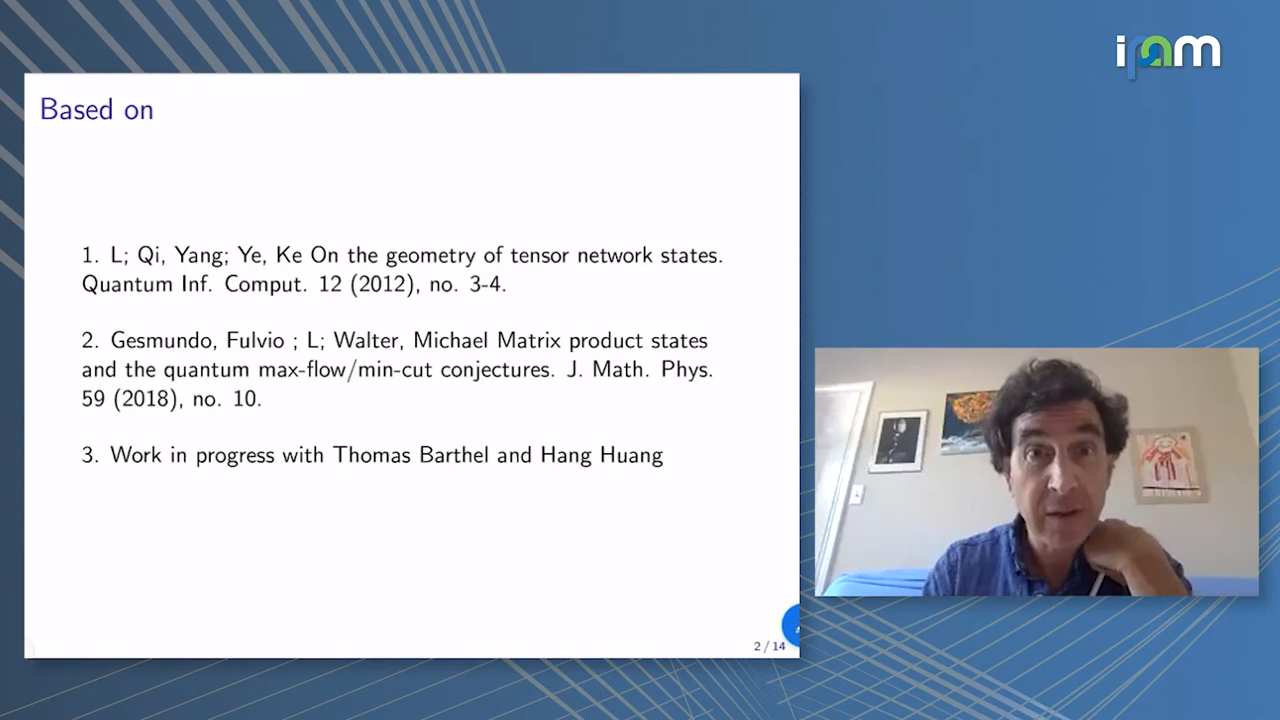 ipam
Based on
1. L; Qi, Yang; Ye, Ke On the geometry of tensor network states.
Quantum Inf. Comput. 12 (2012), no. 3-4.
2. Gesmundo, Fulvio ; L; Walter, Michael Matrix product states
and the quantum max-flow/min-cut conjectures. J. Math. Phys.
59 (2018), no. 10.
3. Work in progress with Thomas Barthel and Hang Huang
2 / 14